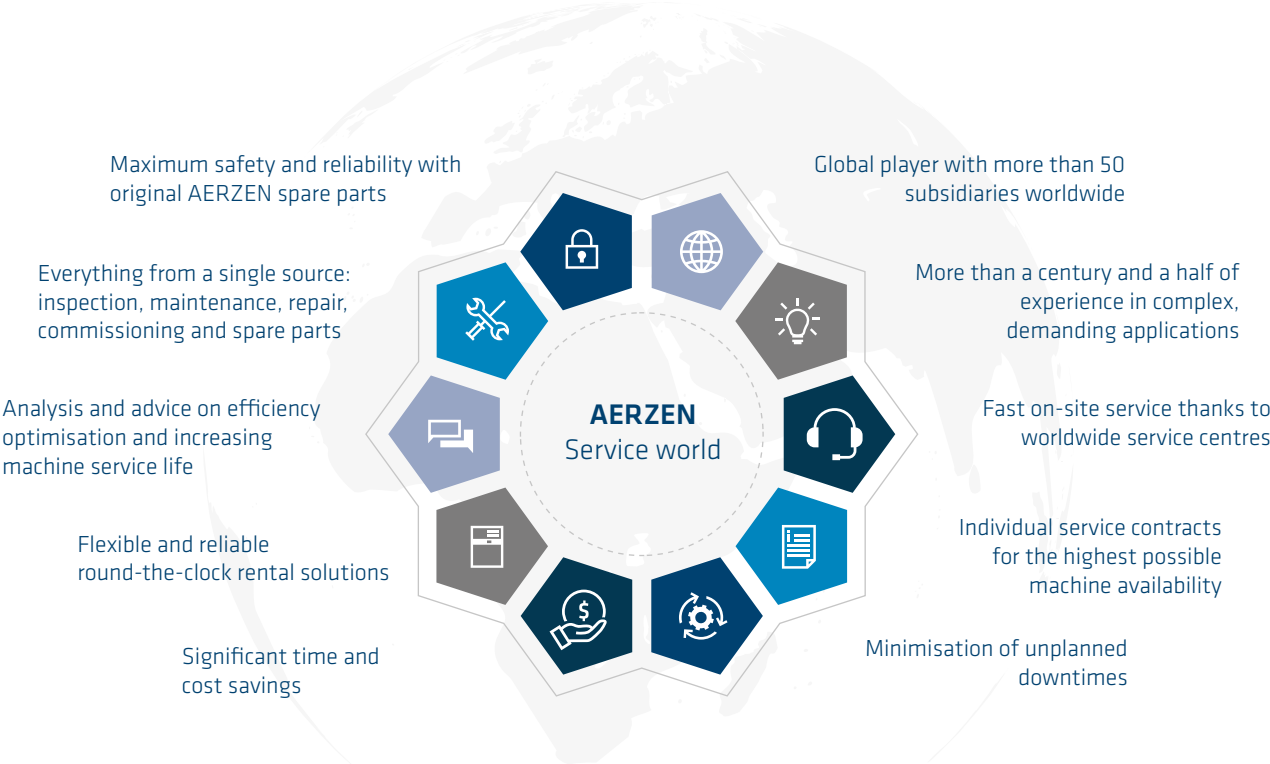 Maximum safety and reliability with
original AERZEN spare parts
Everything from a single source:
inspection, maintenance, repair,
commissioning and spare parts
Analysis and advice on efficiency
optimisation and increasing
machine service life
Flexible and reliable
round-the-clock rental solutions
Significant time and
cost savings
AERZEN
Service world
$
Global player with more than 50
subsidiaries worldwide
More than a century and a half of
experience in complex,
demanding applications
Fast on-site service thanks to
worldwide service centres
Individual service contracts
for the highest possible
machine availability
Minimisation of unplanned
downtimes